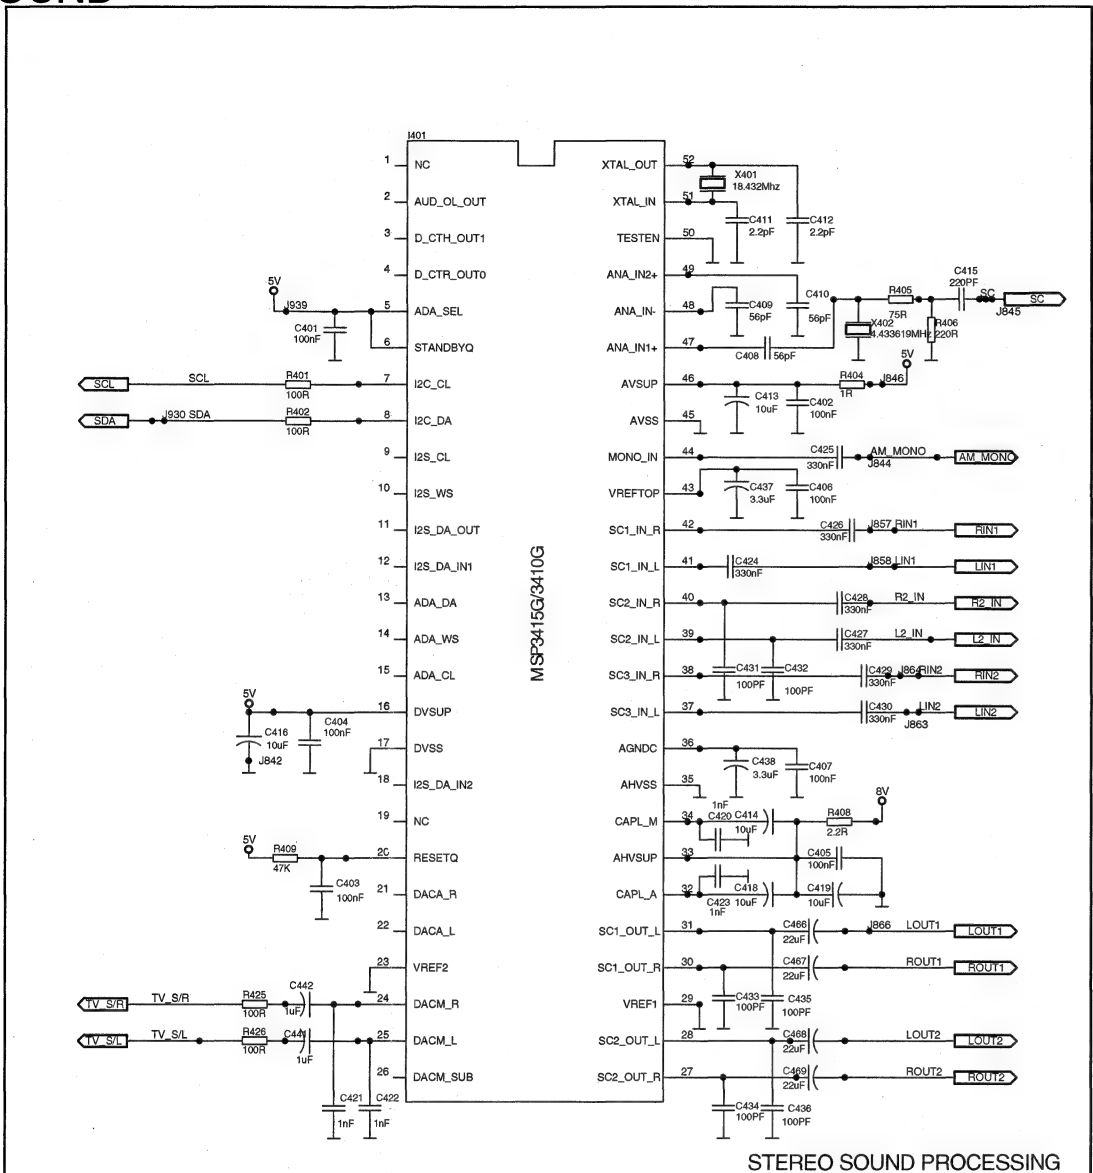 I401
1 NC
2 AUD_OL_OUT
3 D_CTH_OUT1
4 D_CTR_OUT0
5V
J939
5 ADA_SEL
C401
100nF
6 STANDBYQ
SCL SCL R401 7 I2C_CL
100R
SDA J930 SDA R402 8 I2C_DA
100R
9 I2S_CL
10 I2S_WS
11 I2S_DA_OUT
12 I2S_DA_IN1
13 ADA_DA
14 ADA_WS
15 ADA_CL
5V
16 DVSUP
C416
10uF
C404
100nF
J842
17 DVSS
18 I2S_DA_IN2
19 NC
5V
R409
47K
20 RESETQ
C403
100nF
21 DACA_R
22 DACA_L
23 VREF2
TV_S/R TV_S/R R425 C442 24 DACM_R
100R 1uF
TV_S/L TV_S/L R426 C441 25 DACM_L
100R 1uF
26 DACM_SUB
C421
1nF
C422
1nF
MSP3415G/3410G
XTAL_OUT 52
X401
18.432Mhz
XTAL_IN 51
C411
2.2pF
C412
2.2pF
TESTEN 50
ANA_IN2+ 49
C410
56pF
ANA_IN- 48
C409
56pF
ANA_IN1+ 47
C408 56pF
R405
75R
X402
4.433619MHz
R406
220R
C415
220PF
SC
J845
SC
AVSUP 46
C413
10uF
C402
100nF
R404
1R
J846
5V
AVSS 45
MONO_IN 44 C425 AM_MONO AM_MONO
330nF J844
VREFTOP 43
C437
3.3uF
C406
100nF
SC1_IN_R 42 C426 J857 RIN1 RIN1
330nF
SC1_IN_L 41 C424 J858 LIN1 LIN1
330nF
SC2_IN_R 40 C428 R2_IN R2_IN
330nF
SC2_IN_L 39 C427 L2_IN L2_IN
330nF
SC3_IN_R 38 C431 C432 C429 J864 RIN2 RIN2
100PF 100PF 330nF
SC3_IN_L 37 C430 LIN2 LIN2
330nF J863
AGNDC 36
C438
3.3uF
C407
100nF
AHVSS 35
1nF
8V
CAPL_M 34 C420 C414 R408
10uF 2.2R
AHVSUP 33 C405
100nF
CAPL_A 32 C423 C418 C419
1nF 10uF 10uF
SC1_OUT_L 31 C466 J866 LOUT1 LOUT1
22uF
SC1_OUT_R 30 C467 ROUT1 ROUT1
22uF
VREF1 29 C433 C435
100PF 100PF
SC2_OUT_L 28 C468 LOUT2 LOUT2
22uF
SC2_OUT_R 27 C469 ROUT2 ROUT2
22uF
C434 C436
100PF 100PF
STEREO SOUND PROCESSING